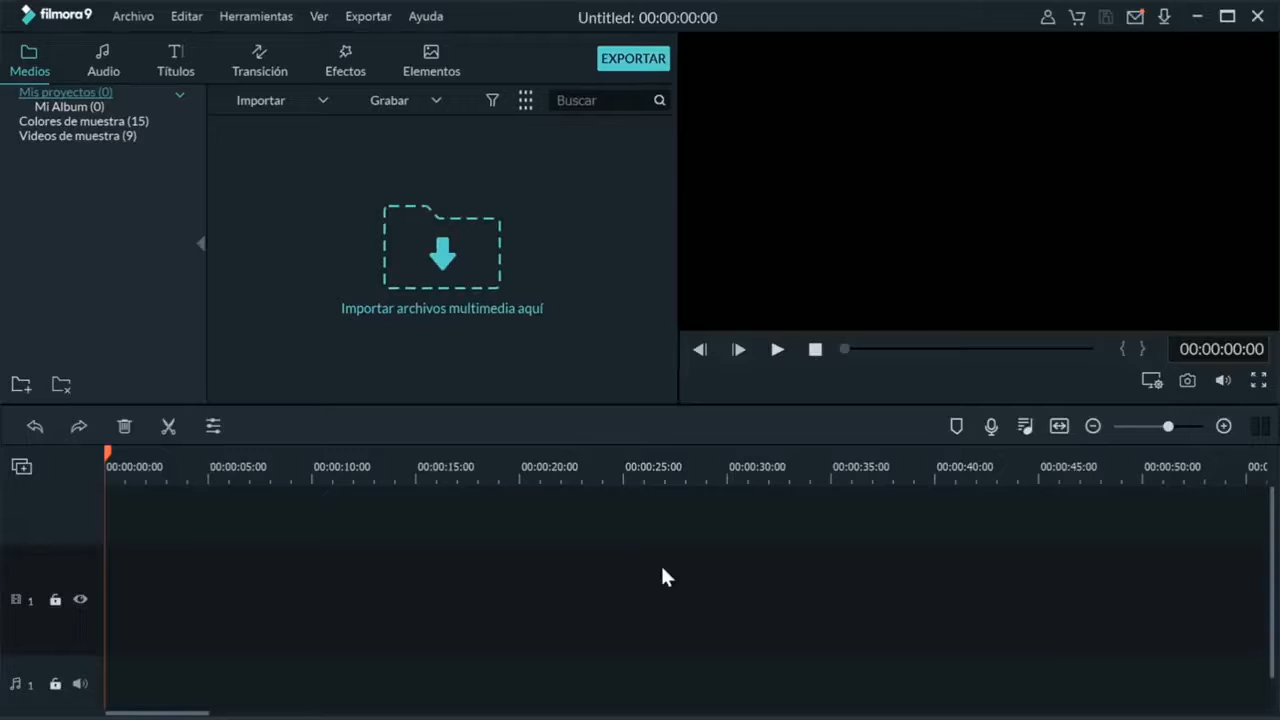 filmora9 Archivo Editar Herramientas Ver Exportar Ayuda Untitled: 00:00:00:00
Medios Audio Títulos Transición Efectos Elementos EXPORTAR
Mis proyectos (0)
Mi Album (0)
Colores de muestra (15)
Videos de muestra (9)
Importar Grabar Buscar
Importar archivos multimedia aquí
00:00:00:00
00:00:00:00 00:00:05:00 00:00:10:00 00:00:15:00 00:00:20:00 00:00:25:00 00:00:30:00 00:00:35:00 00:00:40:00 00:00:45:00 00:00:50:00 00:0
1
1